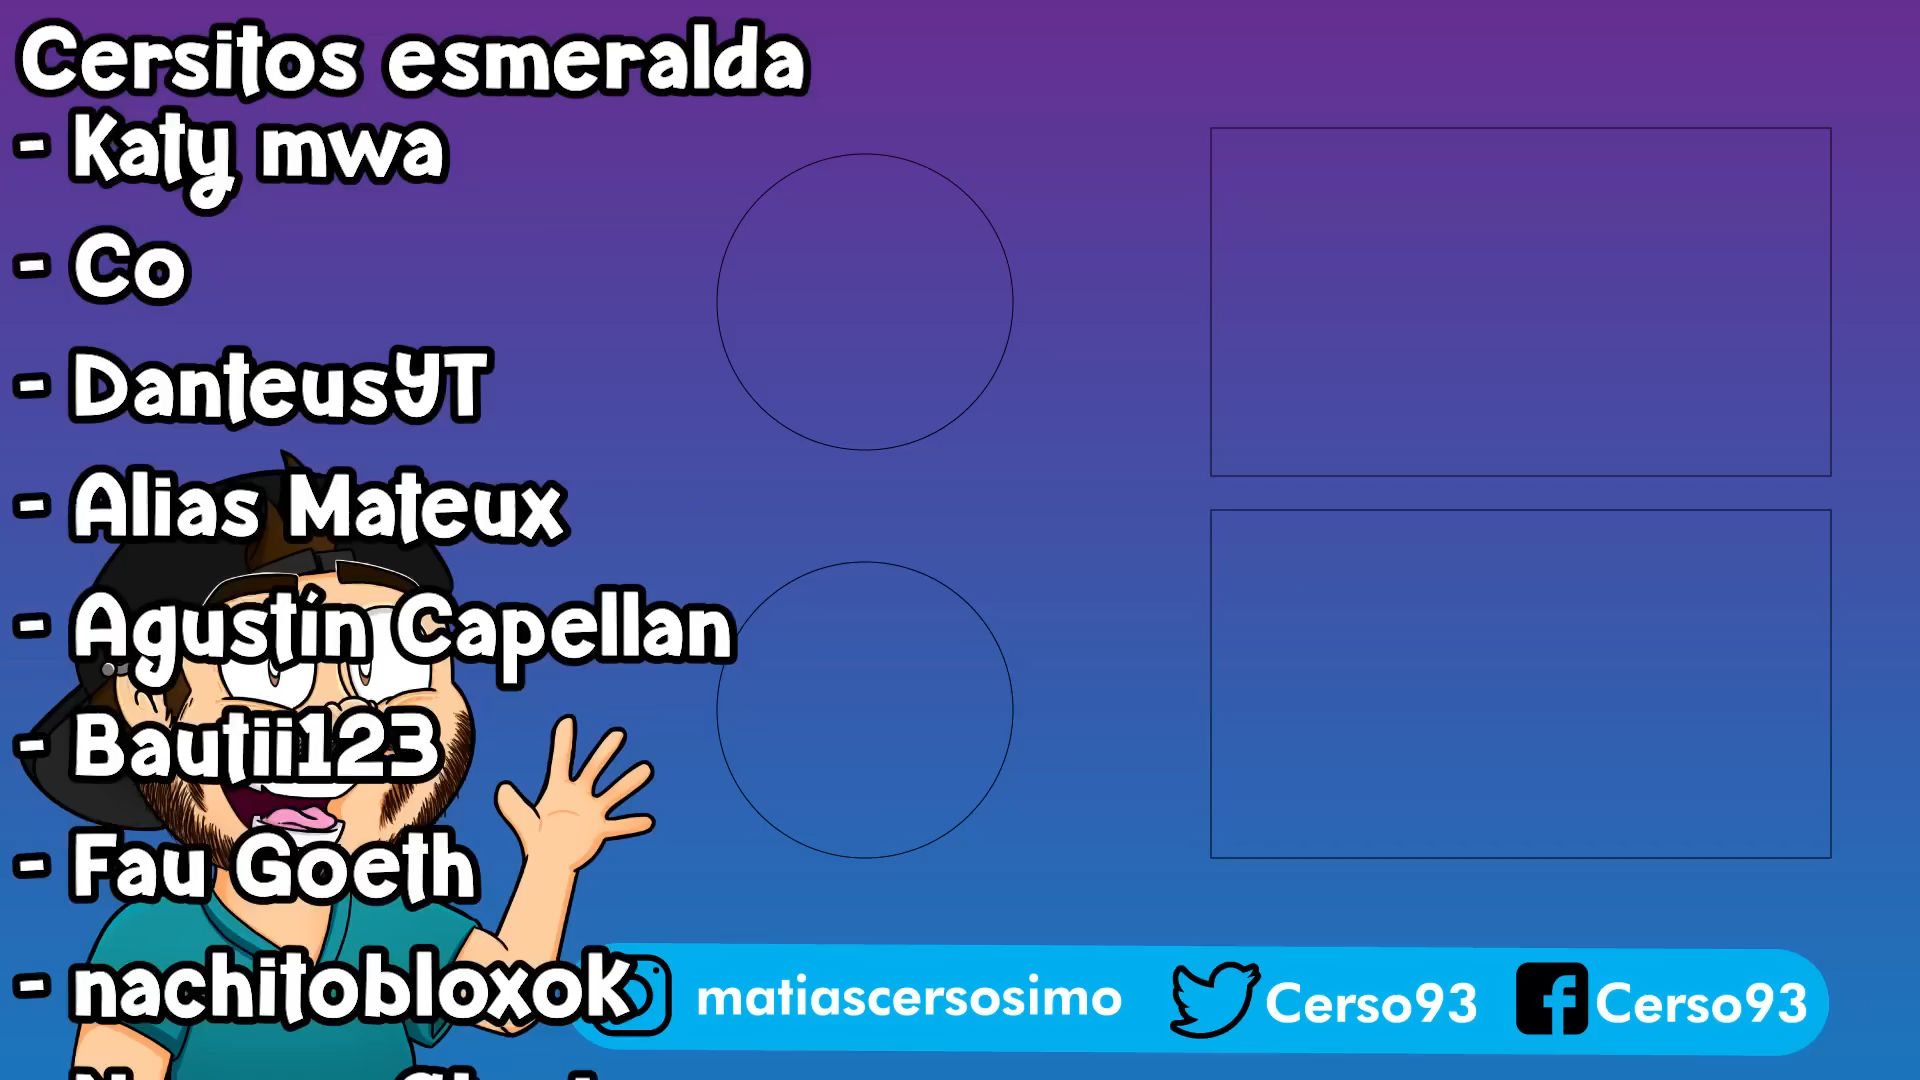 Cersitos esmeralda
- Katy mwa
- Co
- DanteusYT
- Alias Mateux
- Agustín Capellan
- Bautii123
- Fau Goeth
- nachitobloxok
matiascersosimo
Cerso93
Cerso93